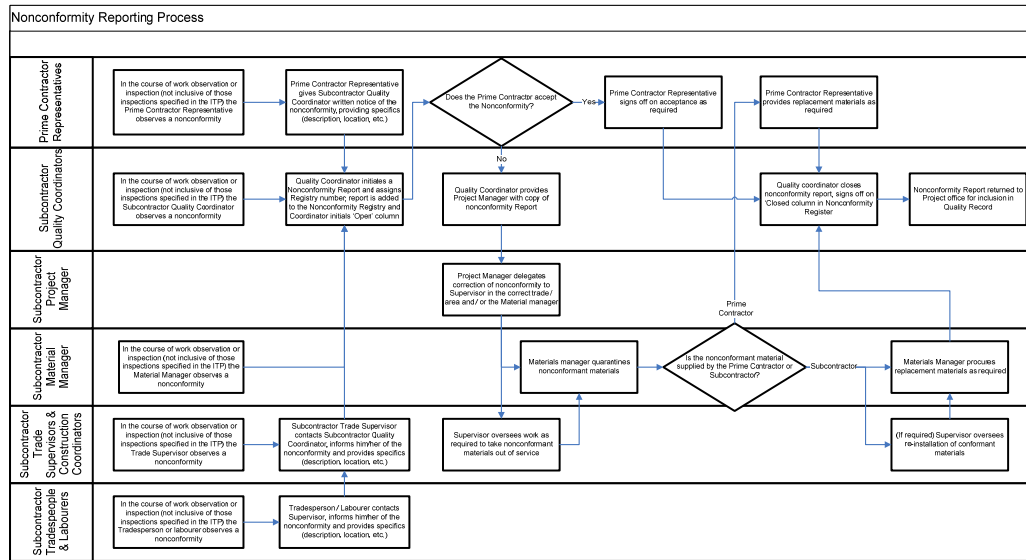 Nonconformity Reporting Process
Prime Contractor
Representatives
In the course of work observation or
inspection (not inclusive of those
inspections specified in the ITP) the
Prime Contractor Representative
observes a nonconformity
Prime Contractor Representative
gives Subcontractor Quality
Coordinator written notice of the
nonconformity, providing specifics
(description, location, etc.)
Does the Prime Contractor accept
the Nonconformity?
Yes
No
Prime Contractor Representative
signs off on acceptance as
required
Prime Contractor Representative
provides replacement materials as
required
Subcontractor
Quality Coordinators
In the course of work observation or
inspection (not inclusive of those
inspections specified in the ITP) the
Subcontractor Quality Coordinator
observes a nonconformity
Quality Coordinator initiates a
Nonconformity Report and assigns
Registry number; report is added
to the Nonconformity Registry and
Coordinator initials 'Open' column
Quality Coordinator provides
Project Manager with copy of
nonconformity Report
Quality coordinator closes
nonconformity report, signs off on
'Closed column in Nonconformity
Register
Nonconformity Report returned to
Project office for inclusion in
Quality Record
Subcontractor
Project
Manager
Project Manager delegates
correction of nonconformity to
Supervisor in the correct trade /
area and / or the Material manager
Prime
Contractor
Subcontractor
Material
Manager
In the course of work observation or
inspection (not inclusive of those
inspections specified in the ITP) the
Material Manager observes a
nonconformity
Materials manager quarantines
nonconformant materials
Is the nonconformant material
supplied by the Prime Contractor or
Subcontractor?
Subcontractor
Materials Manager procures
replacement materials as required
Subcontractor
Trade
Supervisors &
Construction
Coordinators
In the course of work observation or
inspection (not inclusive of those
inspections specified in the ITP) the
Trade Supervisor observes a
nonconformity
Subcontractor Trade Supervisor
contacts Subcontractor Quality
Coordinator, informs him/her of the
nonconformity and provides specifics
(description, location, etc.)
Supervisor oversees work as
required to take nonconformant
materials out of service
(If required) Supervisor oversees
re-installation of conformant
materials
Subcontractor
Tradespeople
& Labourers
In the course of work observation or
inspection (not inclusive of those
inspections specified in the ITP) the
Tradesperson or labourer observes a
nonconformity
Tradesperson / Labourer contacts
Supervisor, informs him/her of the
nonconformity and provides specifics
(description, location, etc.)